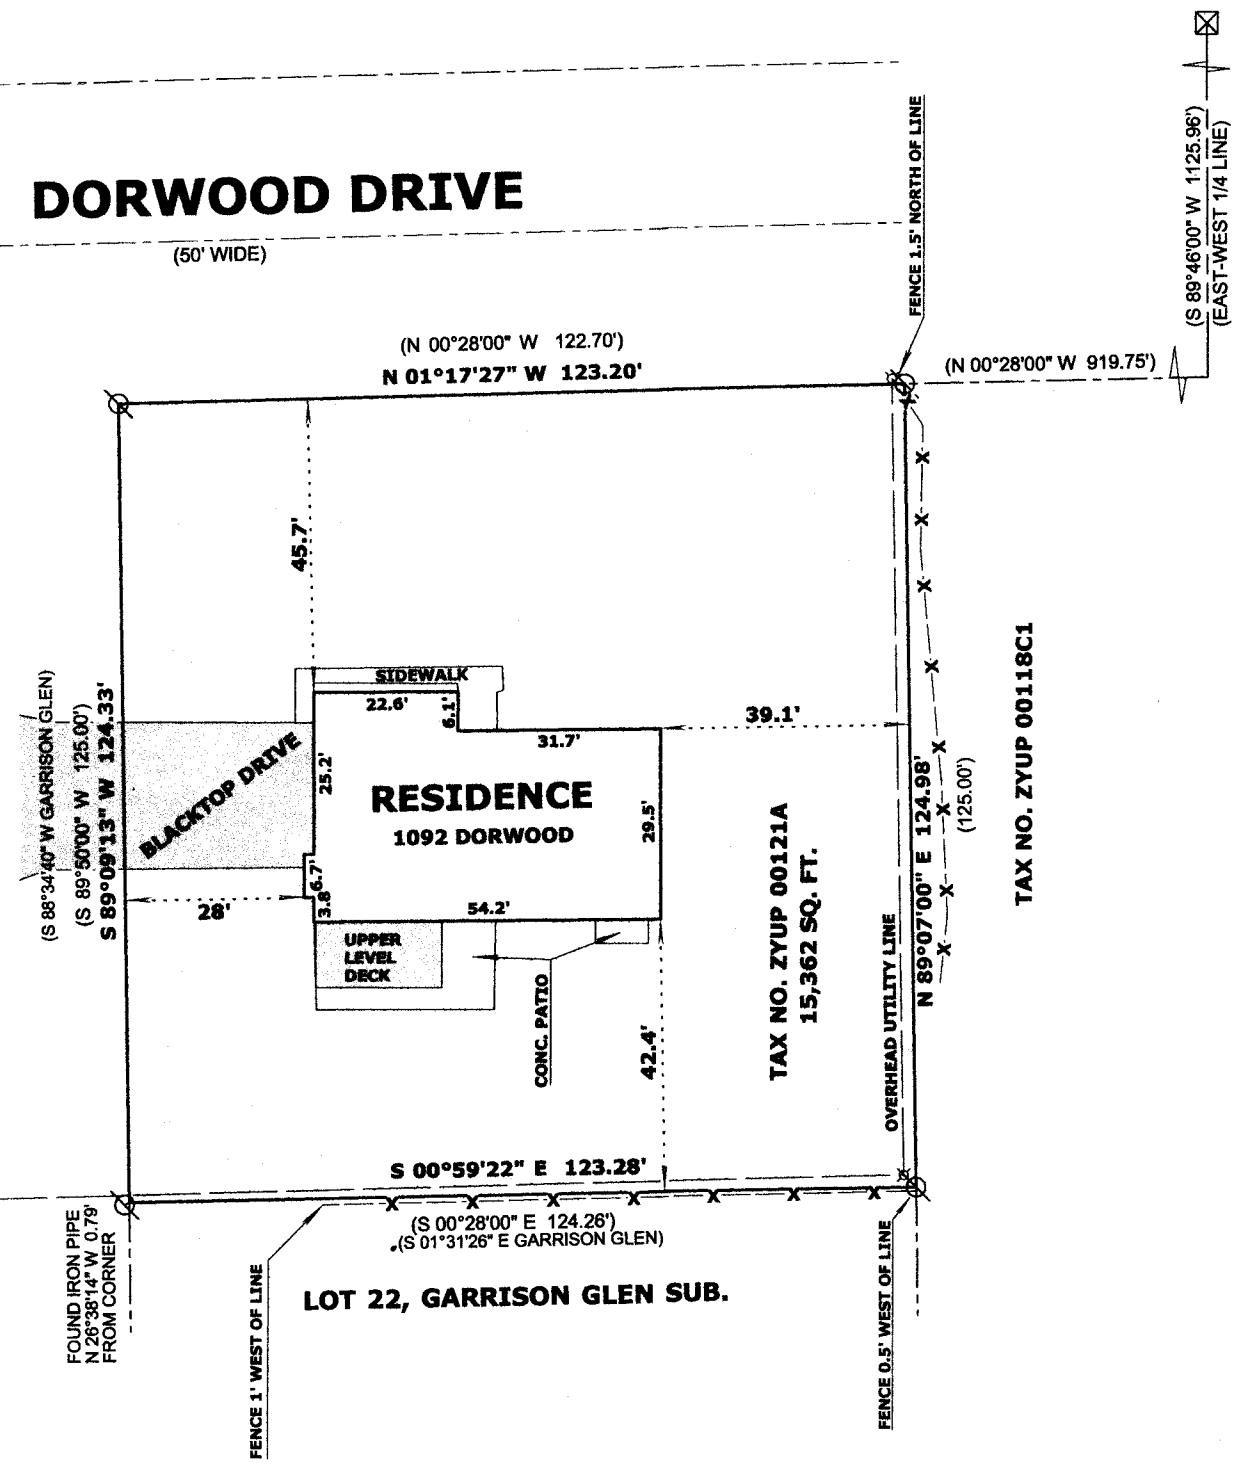 (S 89°46'00" W 1125.96')
(EAST-WEST 1/4 LINE)
FENCE 1.5' NORTH OF LINE
DORWOOD DRIVE
(50' WIDE)
(N 00°28'00" W 122.70')
N 01°17'27" W 123.20'
(N 00°28'00" W 919.75')
45.7'
SIDEWALK
22.6'
6.1'
31.7'
39.1'
(S 88°34'40" W GARRISON GLEN)
(S 89°50'00" W 125.00')
S 89°09'13" W 124.33'
BLACKTOP DRIVE
25.2'
RESIDENCE
1092 DORWOOD
29.5'
6.7'
3.8
54.2'
28'
UPPER
LEVEL
DECK
CONC. PATIO
42.4'
TAX NO. ZYUP 00121A
15,362 SQ. FT.
OVERHEAD UTILITY LINE
N 89°07'00" E 124.98'
(125.00')
TAX NO. ZYUP 00118C1
S 00°59'22" E 123.28'
(S 00°28'00" E 124.26')
(S 01°31'26" E GARRISON GLEN)
FOUND IRON PIPE
N 26°38'14" W 0.79'
FROM CORNER
FENCE 1' WEST OF LINE
LOT 22, GARRISON GLEN SUB.
FENCE 0.5' WEST OF LINE